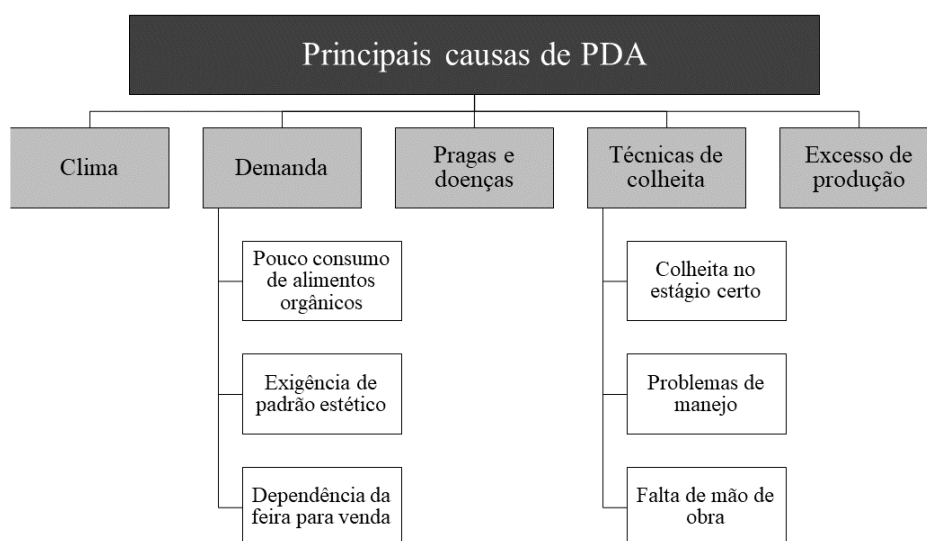 Principais causas de PDA
Clima
Demanda
Pragas e
doenças
Técnicas de
colheita
Excesso de
produção
Pouco consumo
de alimentos
orgânicos
Exigência de
padrão estético
Dependência da
feira para venda
Colheita no
estágio certo
Problemas de
manejo
Falta de mão de
obra